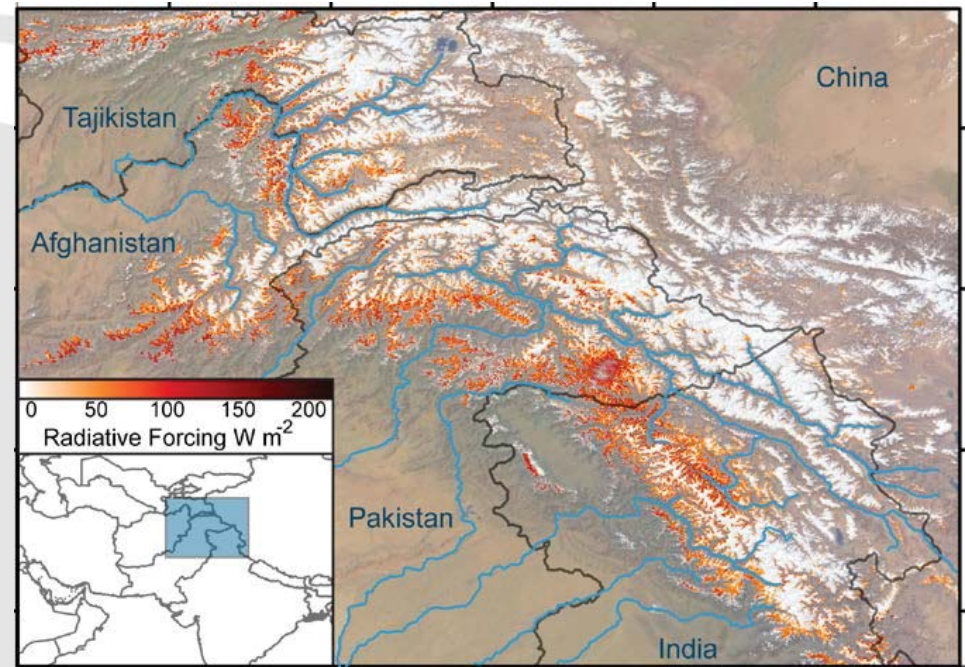 China
Tajikistan
Afghanistan
0 50 100 150 200
Radiative Forcing W m-2
Pakistan
India